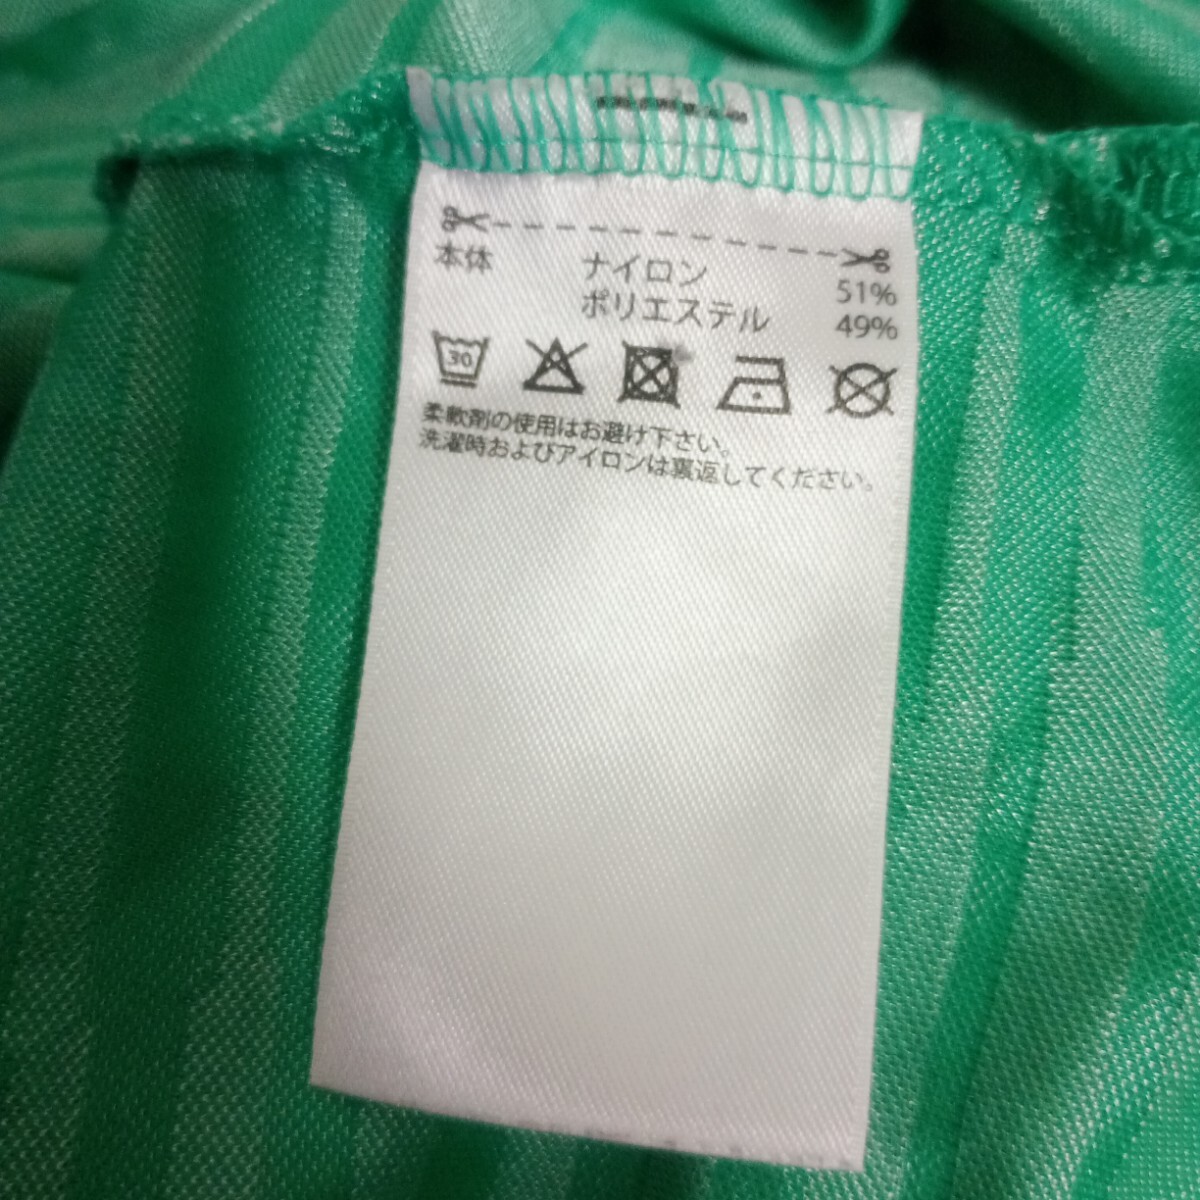 本体 ナイロン 51%
ポリエステル 49%
30
柔軟剤の使用はお避け下さい。
洗濯時およびアイロンは裏返してください。